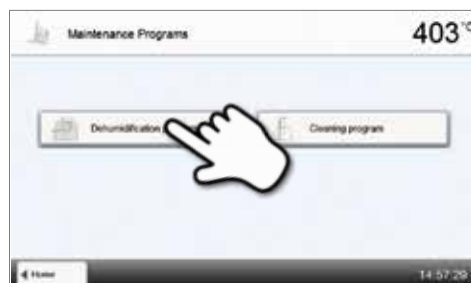 Maintenance Programs
403 °C
Dehumidification
Cleaning program
Home
14:57:29